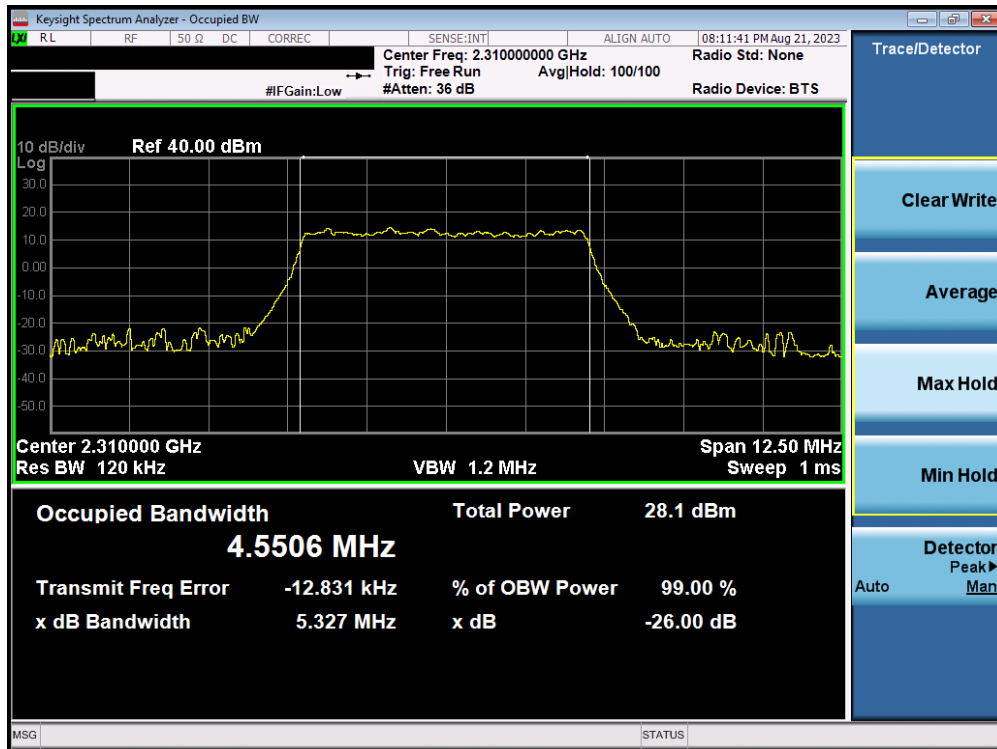 Keysight Spectrum Analyzer - Occupied BW
LXI RL RF 50 Ω DC CORREC SENSE:INT ALIGN AUTO 08:11:41 PM Aug 21, 2023
Center Freq: 2.310000000 GHz Radio Std: None
Trig: Free Run Avg|Hold: 100/100
#IFGain:Low #Atten: 36 dB Radio Device: BTS
Trace/Detector
10 dB/div Ref 40.00 dBm
Log
30.0
20.0
10.0
0.00
-10.0
-20.0
-30.0
-40.0
-50.0
Center 2.310000 GHz Span 12.50 MHz
Res BW 120 kHz VBW 1.2 MHz Sweep 1 ms
Occupied Bandwidth Total Power 28.1 dBm
4.5506 MHz
Transmit Freq Error -12.831 kHz % of OBW Power 99.00 %
x dB Bandwidth 5.327 MHz x dB -26.00 dB
Clear Write
Average
Max Hold
Min Hold
Detector
Peak▶
Auto Man
MSG STATUS